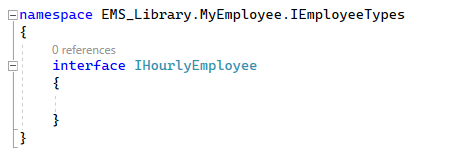 namespace EMS_Library.MyEmployee.IEmployeeTypes
{
0 references
interface IHourlyEmployee
{
}
}